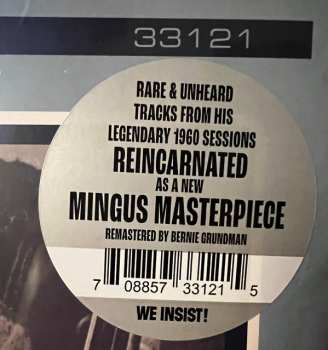 33121
RARE & UNHEARD
TRACKS FROM HIS
LEGENDARY 1960 SESSIONS
REINCARNATED
AS A NEW
MINGUS MASTERPIECE
REMASTERED BY BERNIE GRUNDMAN
7 08857 33121 5
WE INSIST!